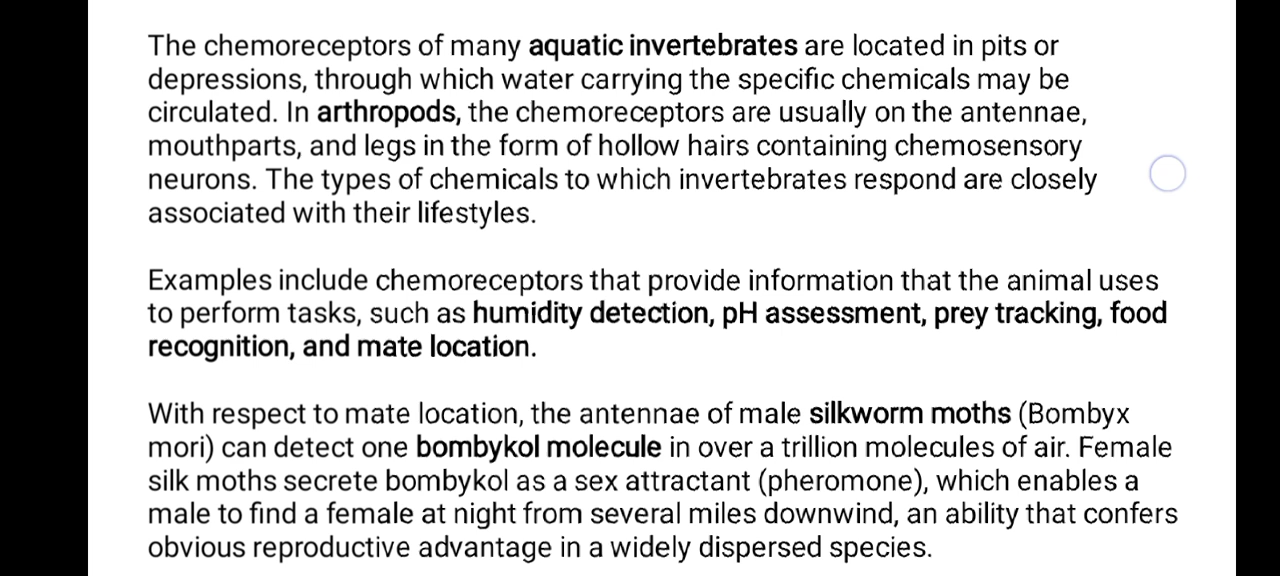 The chemoreceptors of many aquatic invertebrates are located in pits or
depressions, through which water carrying the specific chemicals may be
circulated. In arthropods, the chemoreceptors are usually on the antennae,
mouthparts, and legs in the form of hollow hairs containing chemosensory
neurons. The types of chemicals to which invertebrates respond are closely
associated with their lifestyles.
Examples include chemoreceptors that provide information that the animal uses
to perform tasks, such as humidity detection, pH assessment, prey tracking, food
recognition, and mate location.
With respect to mate location, the antennae of male silkworm moths (Bombyx
mori) can detect one bombykol molecule in over a trillion molecules of air. Female
silk moths secrete bombykol as a sex attractant (pheromone), which enables a
male to find a female at night from several miles downwind, an ability that confers
obvious reproductive advantage in a widely dispersed species.